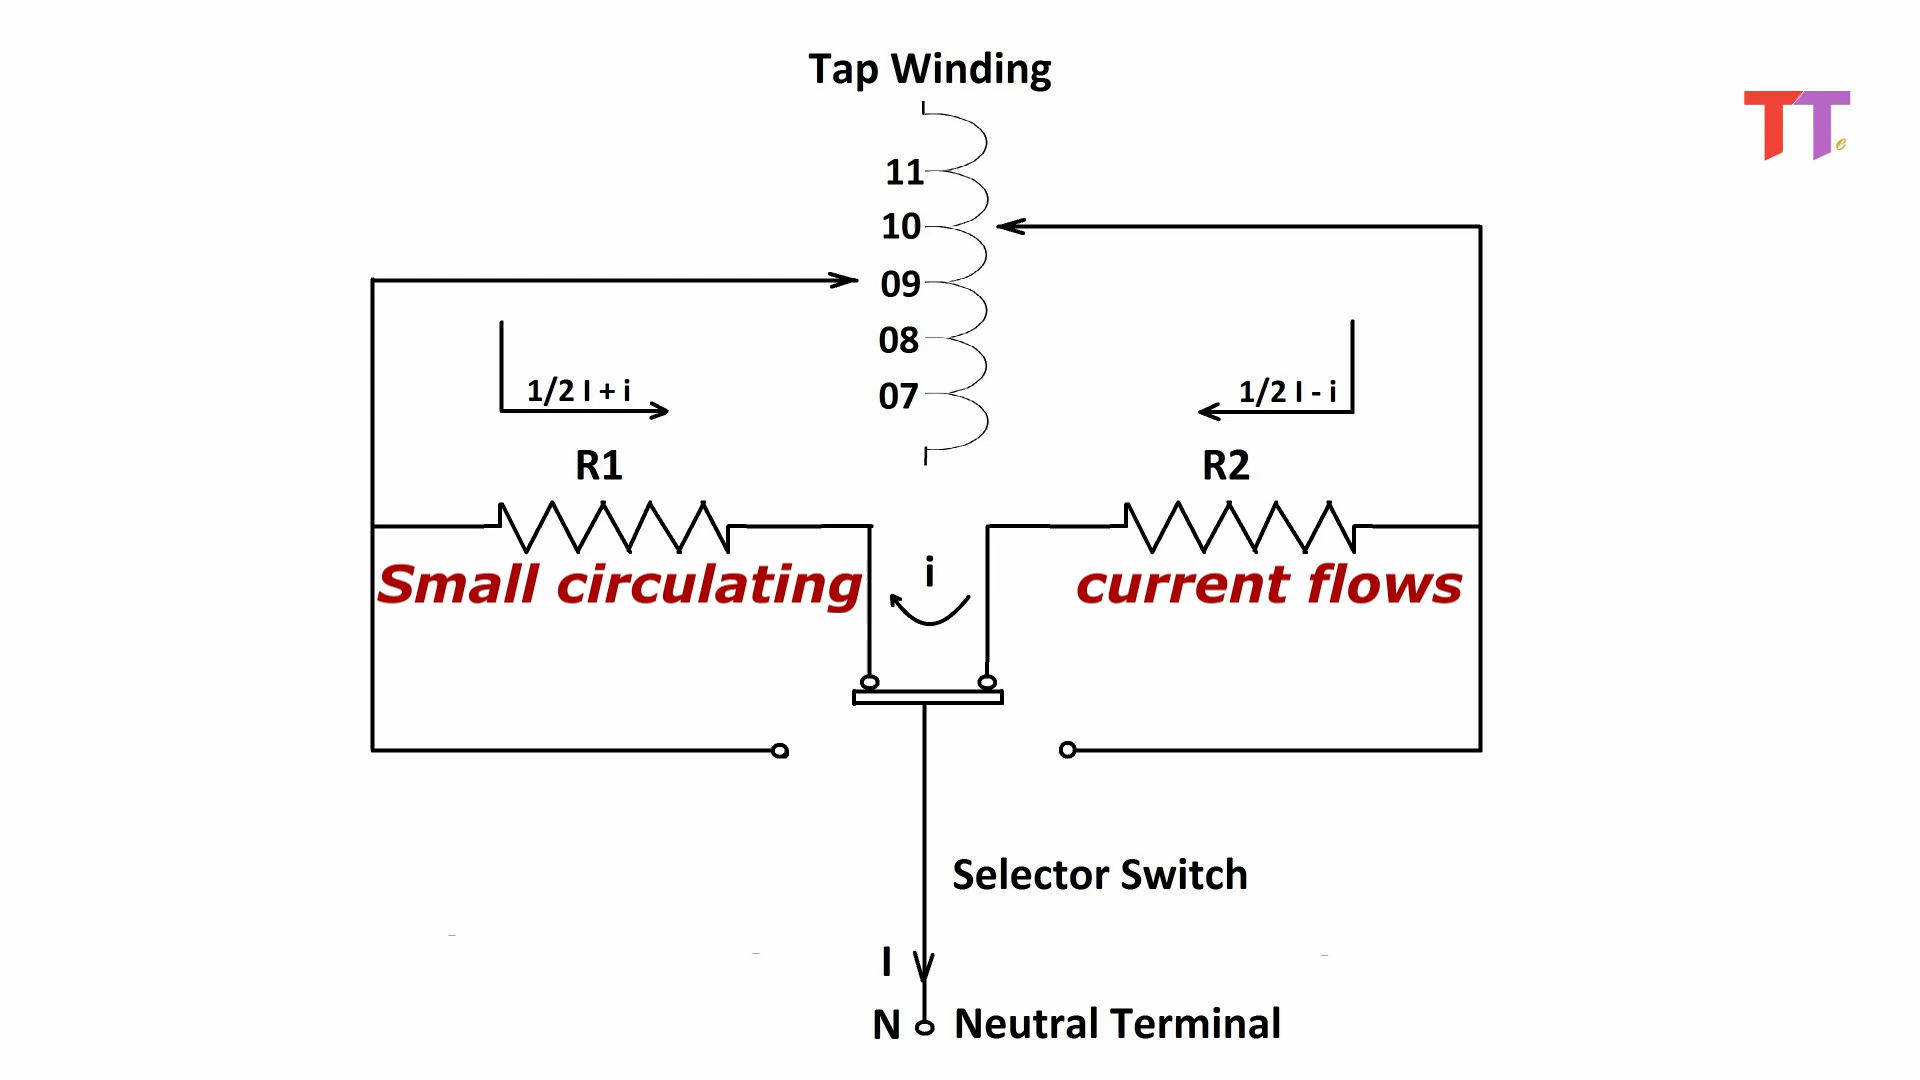 Tap Winding
TTe
11
10
09
08
07
1/2 I + i
1/2 I - i
R1
R2
Small circulating
i
current flows
Selector Switch
I
N
Neutral Terminal